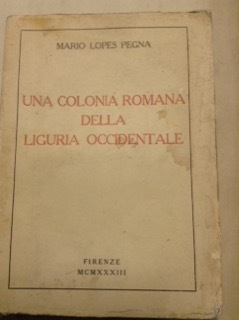 MARIO LOPES PEGNA
UNA COLONIA ROMANA
DELLA
LIGURIA OCCIDENTALE
FIRENZE
MCMXXXIII